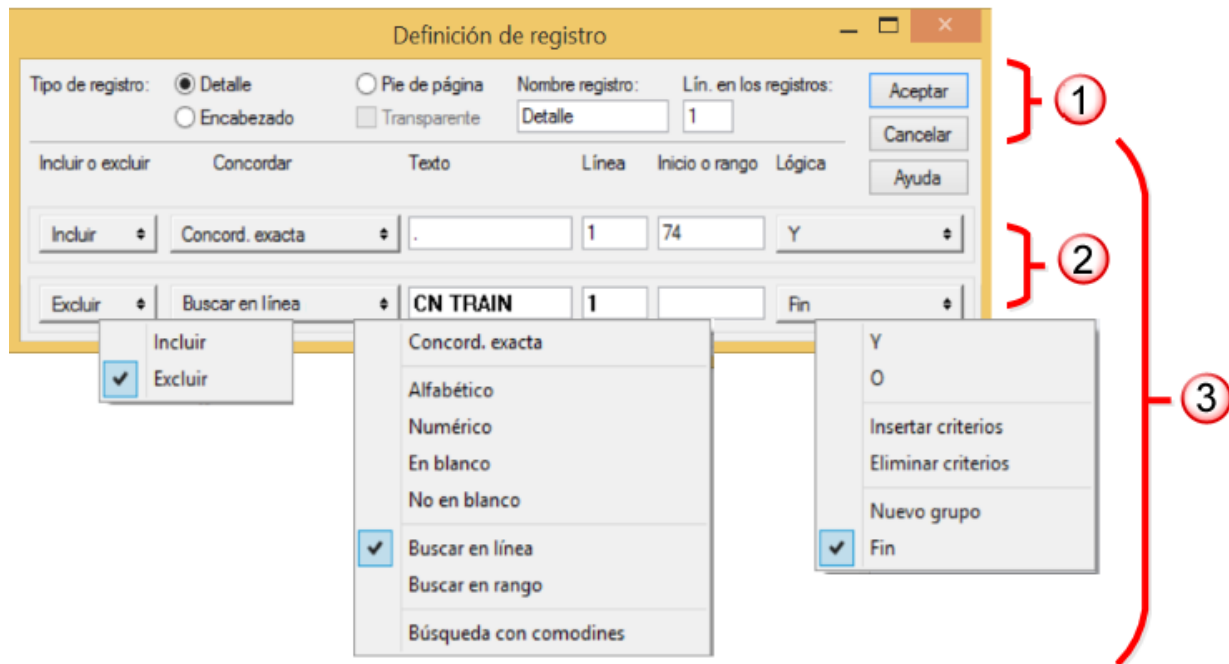 Definición de registro
Tipo de registro: Detalle Pie de página Nombre registro: Lín. en los registros: Aceptar
Encabezado Transparente Detalle 1 Cancelar
Incluir o excluir Concordar Texto Línea Inicio o rango Lógica Ayuda
Incluir Concord. exacta . 1 74 Y
Excluir Buscar en línea CN TRAIN 1 Fin
Incluir
Excluir
Concord. exacta
Alfabético
Numérico
En blanco
No en blanco
Buscar en línea
Buscar en rango
Búsqueda con comodines
Y
O
Insertar criterios
Eliminar criterios
Nuevo grupo
Fin
1
2
3